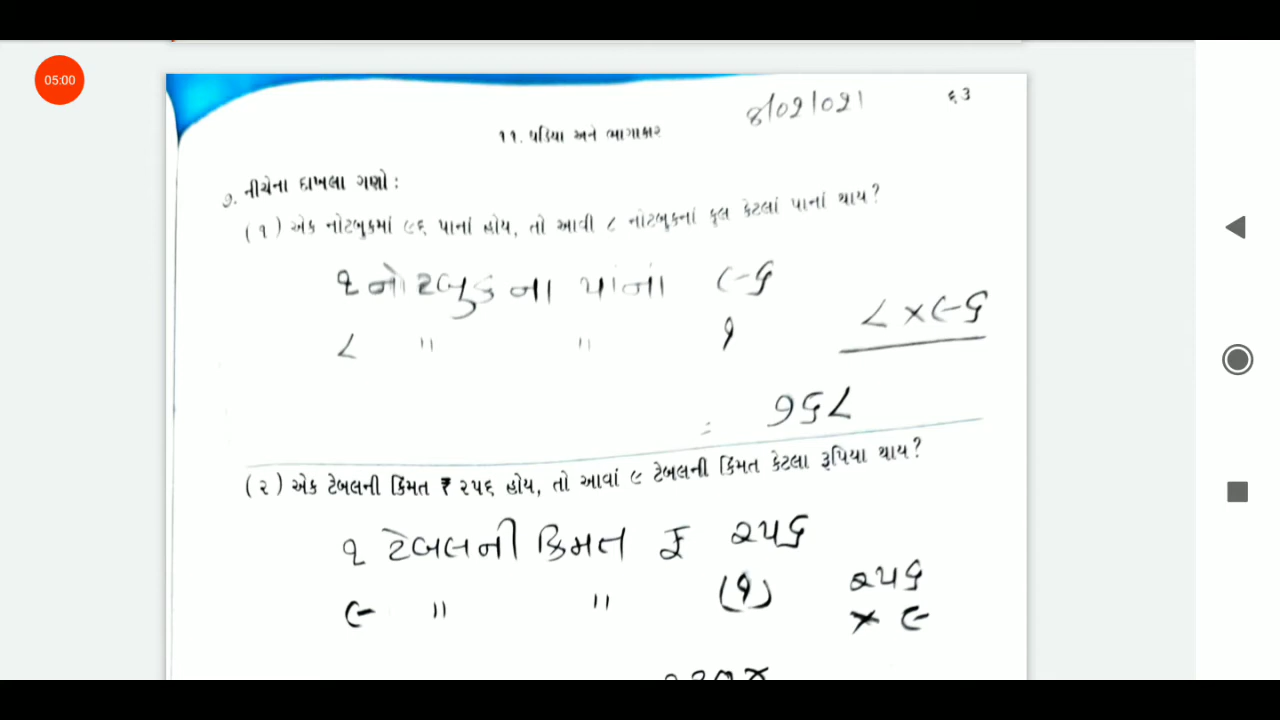 05:00
8/02/021
૬૩
૧૧. ઘડિયા અને ભાગાકાર
૭. નીચેના દાખલા ગણો :
(૧) એક નોટબુકમાં ૯૬ પાનાં હોય, તો આવી ૮ નોટબુકનાં કુલ કેટલાં પાનાં થાય?
૧ નોટબુક ના પાનાં ૯૬
૮ " " ?
૮ × ૯૬
= ૭૬૮
(૨) એક ટેબલની કિંમત ₹ ૨૫૬ હોય, તો આવાં ૯ ટેબલની કિંમત કેટલા રૂપિયા થાય?
૧ ટેબલની કિંમત રૂ ૨૫૬
૯ " " (?)
૨૫૬
× ૯